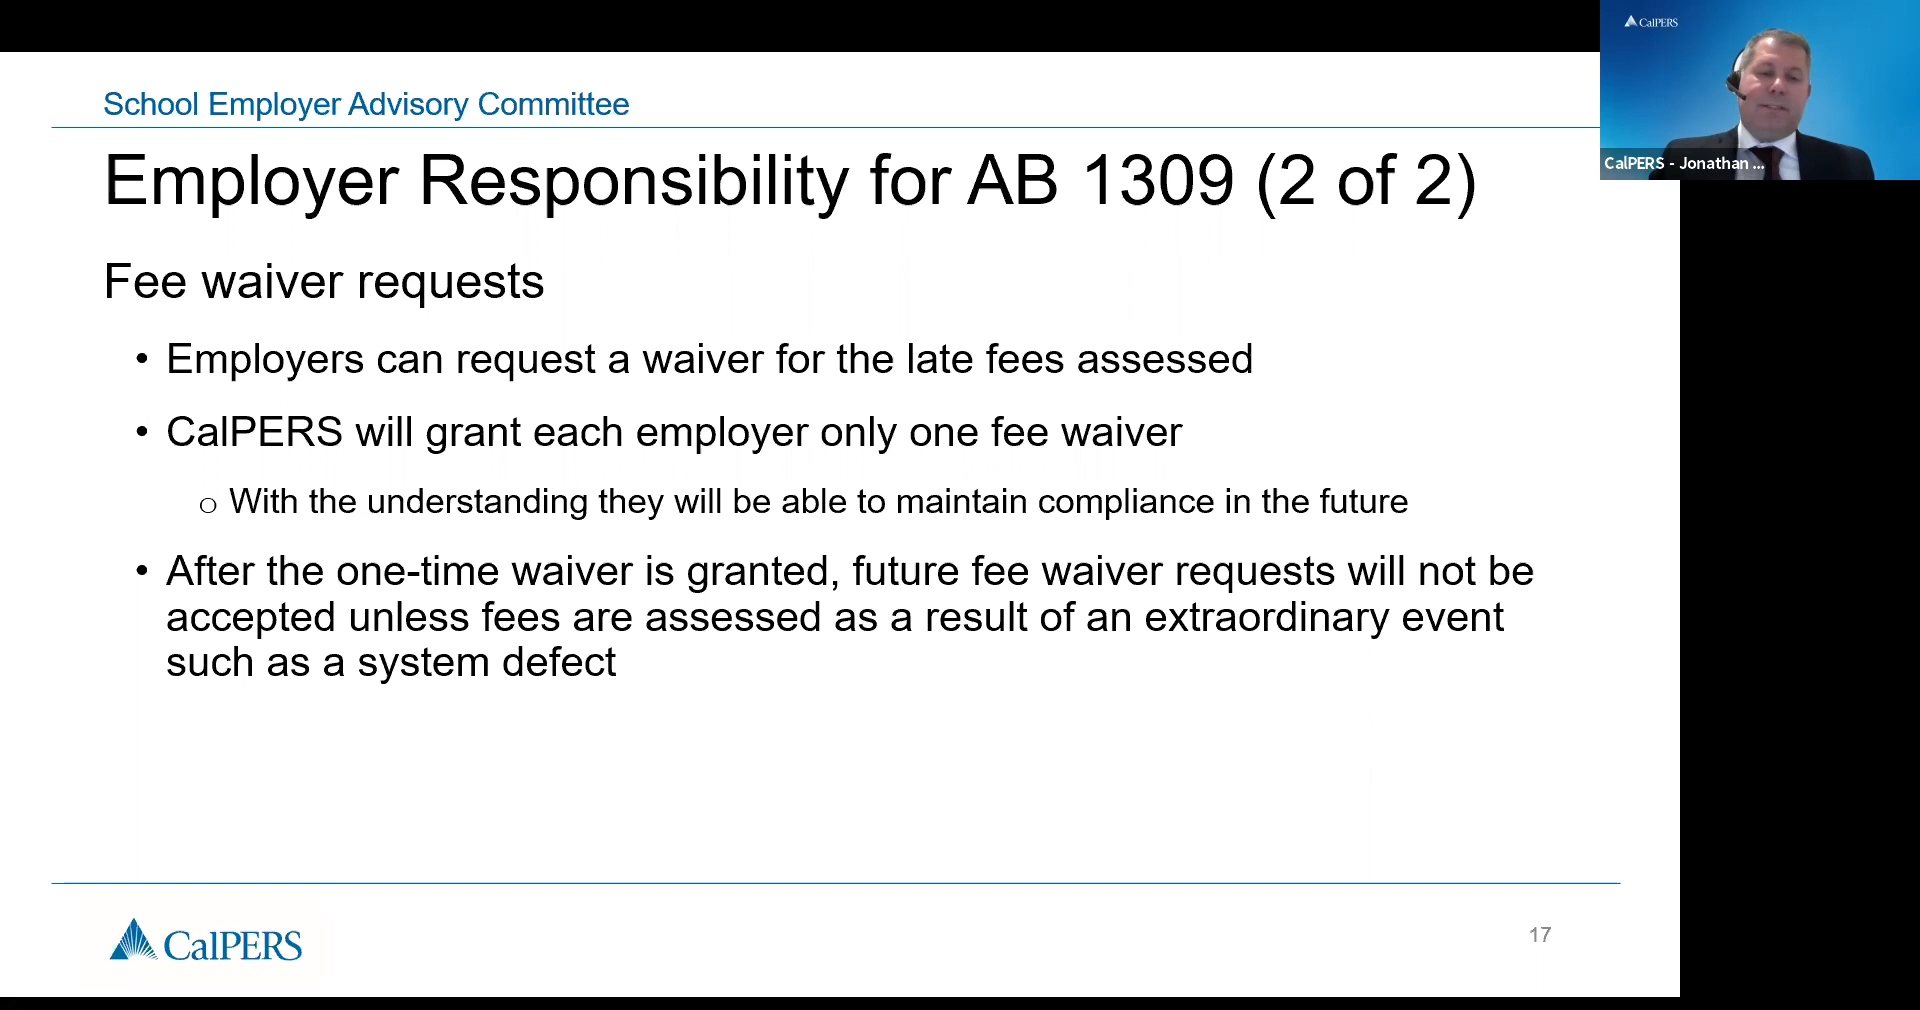 School Employer Advisory Committee
Employer Responsibility for AB 1309 (2 of 2)
Fee waiver requests
• Employers can request a waiver for the late fees assessed
• CalPERS will grant each employer only one fee waiver
o With the understanding they will be able to maintain compliance in the future
• After the one-time waiver is granted, future fee waiver requests will not be
accepted unless fees are assessed as a result of an extraordinary event
such as a system defect
CalPERS
17
CalPERS
CalPERS - Jonathan ...